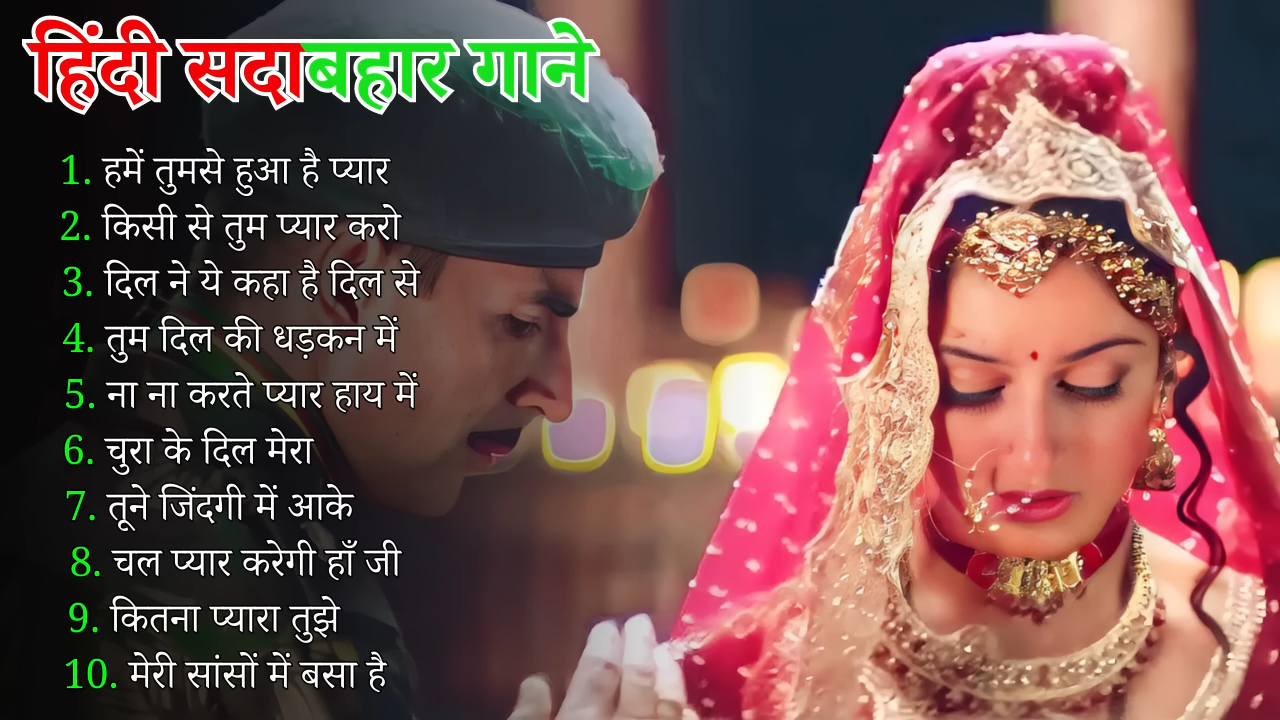 हिंदी सदाबहार गाने
1. हमें तुमसे हुआ है प्यार
2. किसी से तुम प्यार करो
3. दिल ने ये कहा है दिल से
4. तुम दिल की धड़कन में
5. ना ना करते प्यार हाय में
6. चुरा के दिल मेरा
7. तूने जिंदगी में आके
8. चल प्यार करेगी हाँ जी
9. कितना प्यारा तुझे
10. मेरी सांसों में बसा है